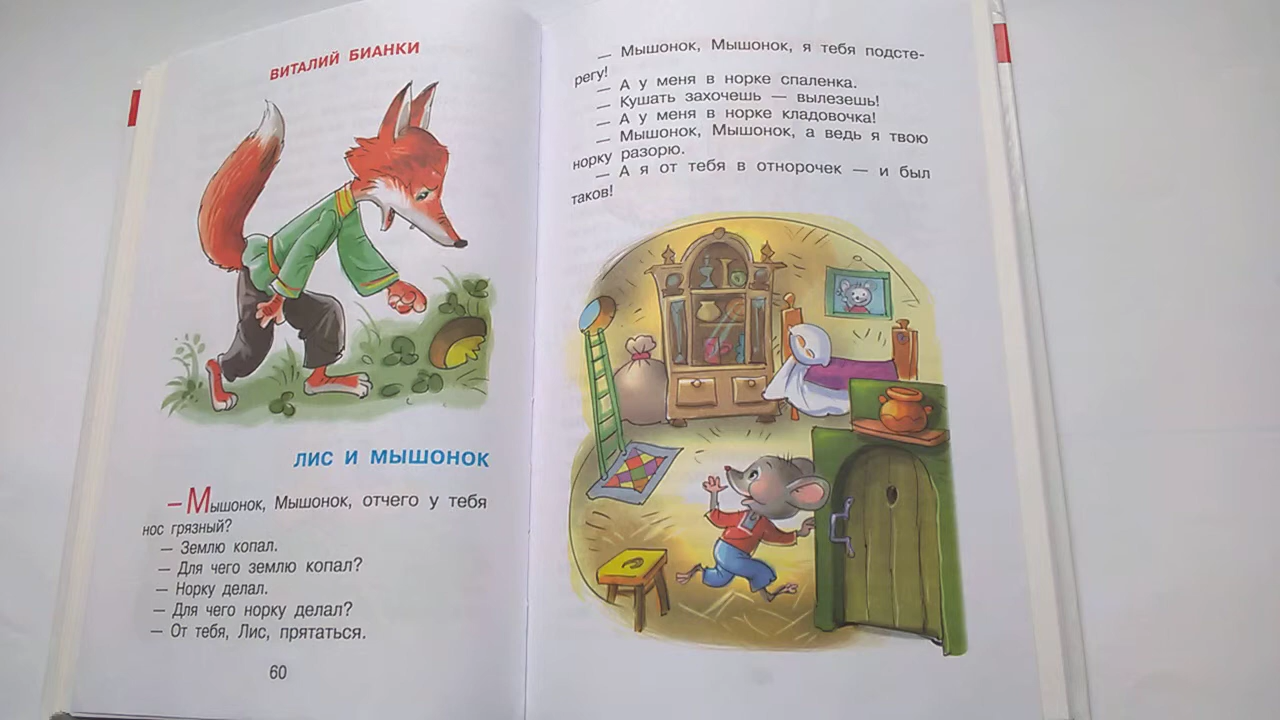 ВИТАЛИЙ БИАНКИ
ЛИС И МЫШОНОК
– Мышонок, Мышонок, отчего у тебя
нос грязный?
– Землю копал.
– Для чего землю копал?
– Норку делал.
– Для чего норку делал?
– От тебя, Лис, прятаться.
60
– Мышонок, Мышонок, я тебя подсте-
регу!
– А у меня в норке спаленка.
– Кушать захочешь – вылезешь!
– А у меня в норке кладовочка!
– Мышонок, Мышонок, а ведь я твою
норку разорю.
– А я от тебя в отнорочек – и был
таков!